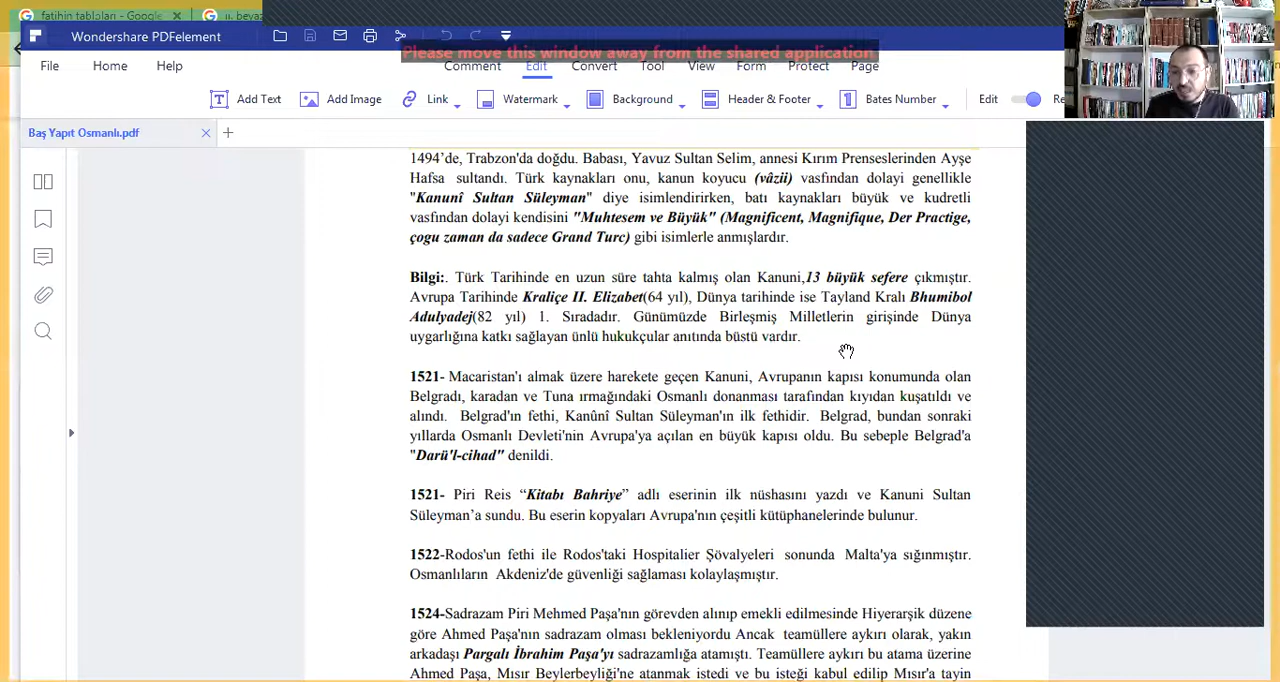 fatihin tabloları - Google
ıı. beyaz
Wondershare PDFelement
Please move this window away from the shared application
File Home Help Comment Edit Convert Tool View Form Protect Page
Add Text Add Image Link Watermark Background Header & Footer Bates Number Edit
Baş Yapıt Osmanlı.pdf
1494’de, Trabzon'da doğdu. Babası, Yavuz Sultan Selim, annesi Kırım Prenseslerinden Ayşe
Hafsa sultandı. Türk kaynakları onu, kanun koyucu (vâzii) vasfından dolayi genellikle
"Kanunî Sultan Süleyman" diye isimlendirirken, batı kaynakları büyük ve kudretli
vasfından dolayi kendisini "Muhtesem ve Büyük" (Magnificent, Magnifique, Der Practige,
çogu zaman da sadece Grand Turc) gibi isimlerle anmışlardır.
Bilgi:. Türk Tarihinde en uzun süre tahta kalmış olan Kanuni,13 büyük sefere çıkmıştır.
Avrupa Tarihinde Kraliçe II. Elizabet(64 yıl), Dünya tarihinde ise Tayland Kralı Bhumibol
Adulyadej(82 yıl) 1. Sıradadır. Günümüzde Birleşmiş Milletlerin girişinde Dünya
uygarlığına katkı sağlayan ünlü hukukçular anıtında büstü vardır.
1521- Macaristan'ı almak üzere harekete geçen Kanuni, Avrupanın kapısı konumunda olan
Belgradı, karadan ve Tuna ırmağındaki Osmanlı donanması tarafından kıyıdan kuşatıldı ve
alındı. Belgrad'ın fethi, Kanûnî Sultan Süleyman'ın ilk fethidir. Belgrad, bundan sonraki
yıllarda Osmanlı Devleti'nin Avrupa'ya açılan en büyük kapısı oldu. Bu sebeple Belgrad'a
"Darü'l-cihad" denildi.
1521- Piri Reis “Kitabı Bahriye” adlı eserinin ilk nüshasını yazdı ve Kanuni Sultan
Süleyman’a sundu. Bu eserin kopyaları Avrupa'nın çeşitli kütüphanelerinde bulunur.
1522-Rodos'un fethi ile Rodos'taki Hospitalier Şövalyeleri sonunda Malta'ya sığınmıştır.
Osmanlıların Akdeniz'de güvenliği sağlaması kolaylaşmıştır.
1524-Sadrazam Piri Mehmed Paşa'nın görevden alınıp emekli edilmesinde Hiyerarşik düzene
göre Ahmed Paşa'nın sadrazam olması bekleniyordu Ancak teamüllere aykırı olarak, yakın
arkadaşı Pargalı İbrahim Paşa'yı sadrazamlığa atamıştı. Teamüllere aykırı bu atama üzerine
Ahmed Paşa, Mısır Beylerbeyliği'ne atanmak istedi ve bu isteği kabul edilip Mısır'a tayin